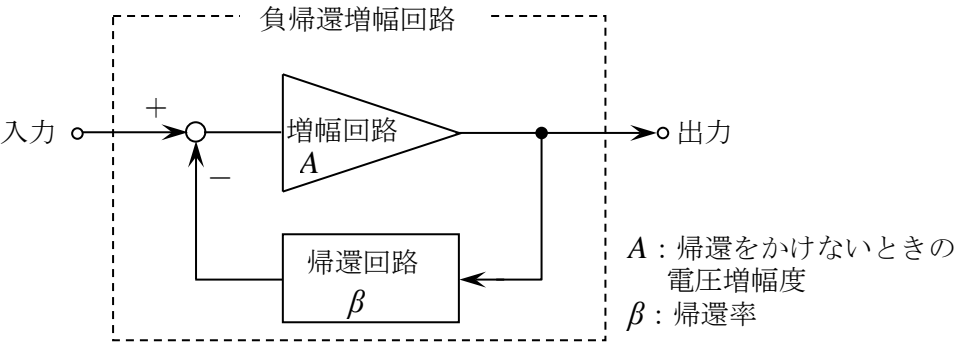 負帰還増幅回路
入力
+
増幅回路
A
出力
−
帰還回路
β
A:帰還をかけないときの
電圧増幅度
β:帰還率